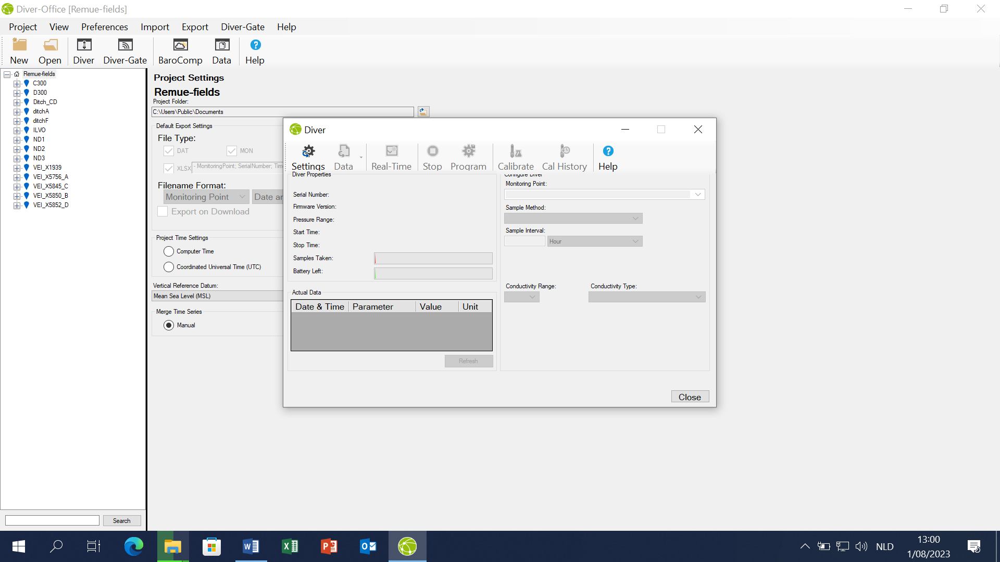 Diver-Office [Remue-fields]
Project View Preferences Import Export Diver-Gate Help
New Open Diver Diver-Gate BaroComp Data Help
Remue-fields
C300
D300
Ditch_CD
ditchA
ditchF
ILVO
ND1
ND2
ND3
VEI_X1939
VEI_X5756_A
VEI_X5845_C
VEI_X5850_B
VEI_X5852_D
Search
Project Settings
Remue-fields
Project Folder:
C:\Users\Public\Documents
Default Export Settings
File Type:
DAT MON
XLSX - MonitoringPoint; SerialNumber;
Filename Format:
Monitoring Point Date
Export on Download
Project Time Settings
Computer Time
Coordinated Universal Time (UTC)
Vertical Reference Datum:
Mean Sea Level (MSL)
Merge Time Series
Manual
Diver
Settings Data Real-Time Stop Program Calibrate Cal History Help
Diver Properties
Serial Number:
Firmware Version:
Pressure Range:
Start Time:
Stop Time:
Samples Taken:
Battery Left:
Actual Data
Date & Time Parameter Value Unit
Refresh
Configure Diver
Monitoring Point:
Sample Method:
Sample Interval:
Hour
Conductivity Range: Conductivity Type:
Close
NLD
13:00
1/08/2023